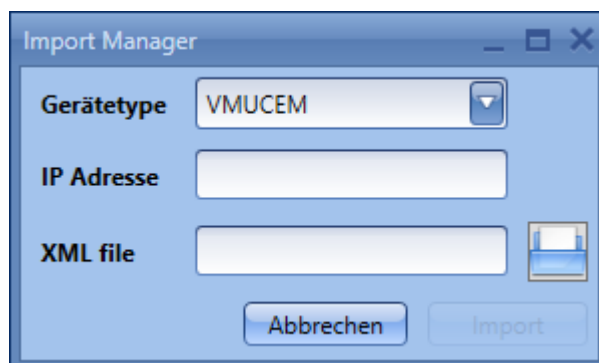 Import Manager
Gerätetype VMUCEM
IP Adresse
XML file
Abbrechen Import